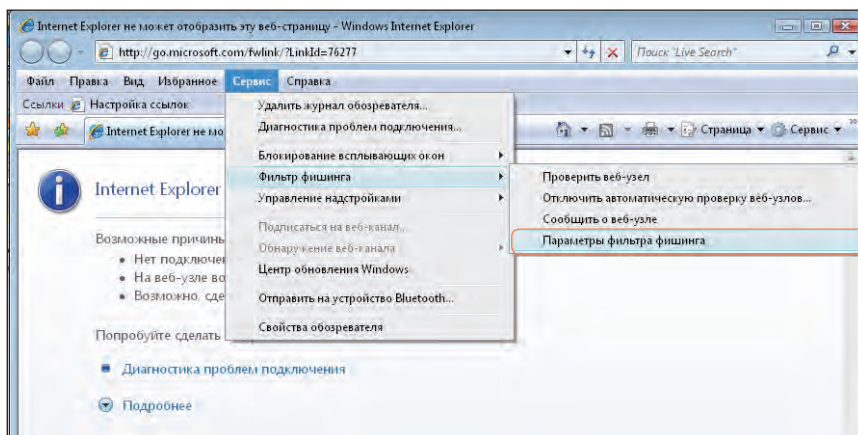 Internet Explorer не может отобразить эту веб-страницу - Windows Internet Explorer
http://go.microsoft.com/fwlink/?LinkId=76277
Поиск "Live Search"
Файл Правка Вид Избранное Сервис Справка
Ссылки Настройка ссылок
Internet Explorer не мо
Страница Сервис
Удалить журнал обозревателя...
Диагностика проблем подключения...
Блокирование всплывающих окон
Фильтр фишинга
Управление надстройками
Подписаться на веб-канал...
Обнаружение веб-канала
Центр обновления Windows
Отправить на устройство Bluetooth...
Свойства обозревателя
Проверить веб-узел
Отключить автоматическую проверку веб-узлов...
Сообщить о веб-узле
Параметры фильтра фишинга
Internet Explorer
Возможные причины
Нет подключе
На веб-узле во
Возможно, сде
Попробуйте сделать
Диагностика проблем подключения
Подробнее